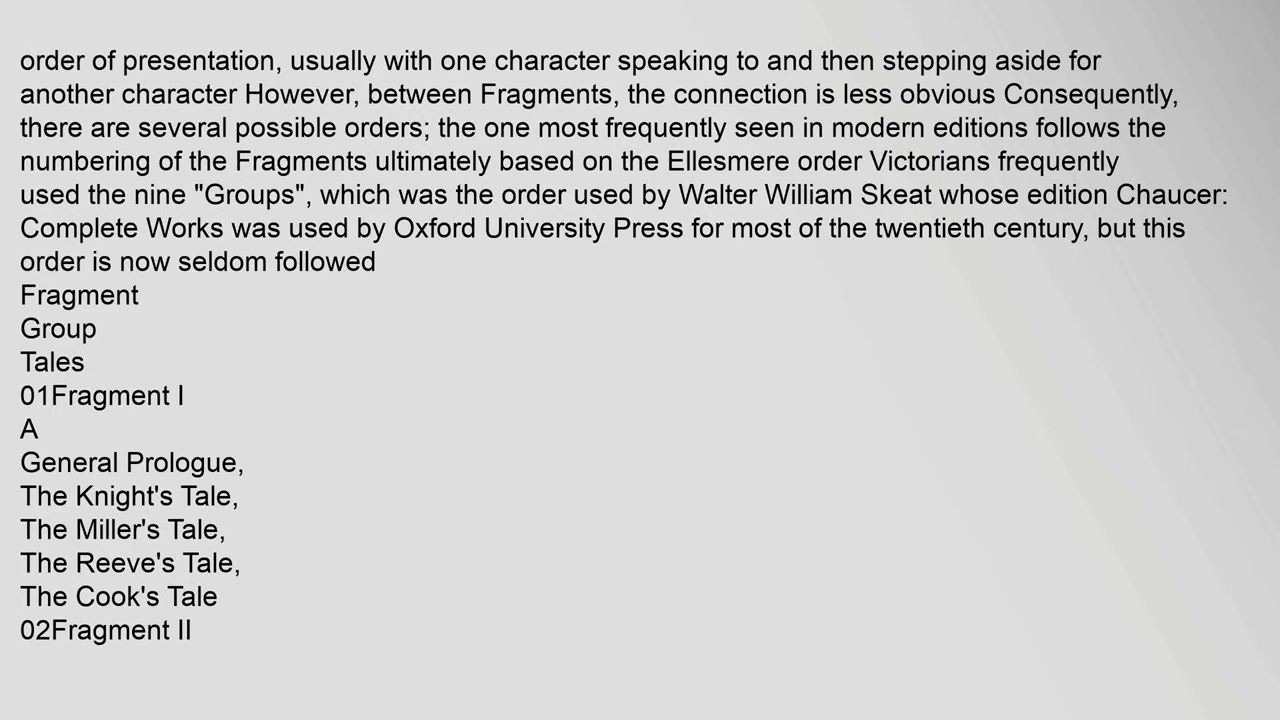 order of presentation, usually with one character speaking to and then stepping aside for
another character However, between Fragments, the connection is less obvious Consequently,
there are several possible orders; the one most frequently seen in modern editions follows the
numbering of the Fragments ultimately based on the Ellesmere order Victorians frequently
used the nine "Groups", which was the order used by Walter William Skeat whose edition Chaucer:
Complete Works was used by Oxford University Press for most of the twentieth century, but this
order is now seldom followed
Fragment
Group
Tales
01Fragment I
A
General Prologue,
The Knight's Tale,
The Miller's Tale,
The Reeve's Tale,
The Cook's Tale
02Fragment II